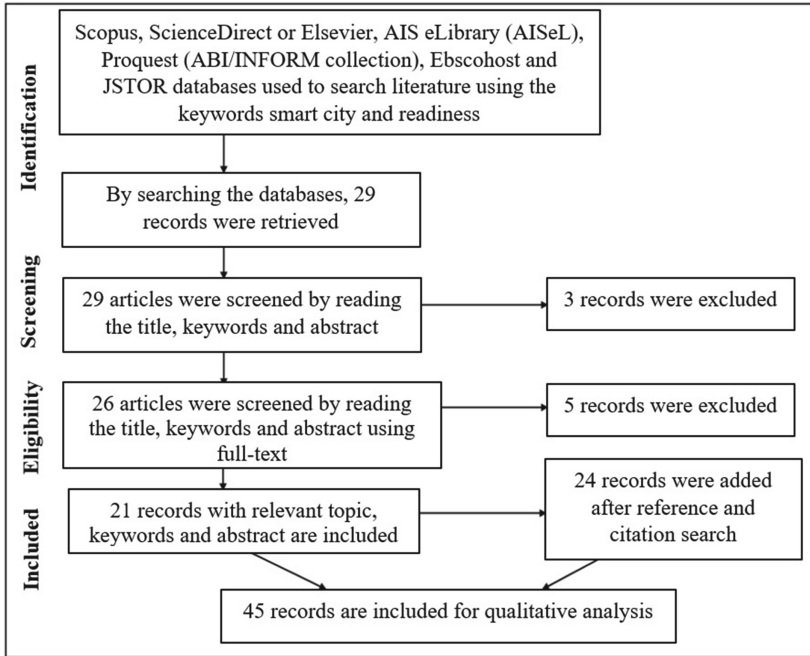 Identification
Scopus, ScienceDirect or Elsevier, AIS eLibrary (AISeL),
Proquest (ABI/INFORM collection), Ebscohost and
JSTOR databases used to search literature using the
keywords smart city and readiness
By searching the databases, 29
records were retrieved
Screening
29 articles were screened by reading
the title, keywords and abstract
3 records were excluded
Eligibility
26 articles were screened by reading
the title, keywords and abstract using
full-text
5 records were excluded
Included
21 records with relevant topic,
keywords and abstract are included
24 records were added
after reference and
citation search
45 records are included for qualitative analysis